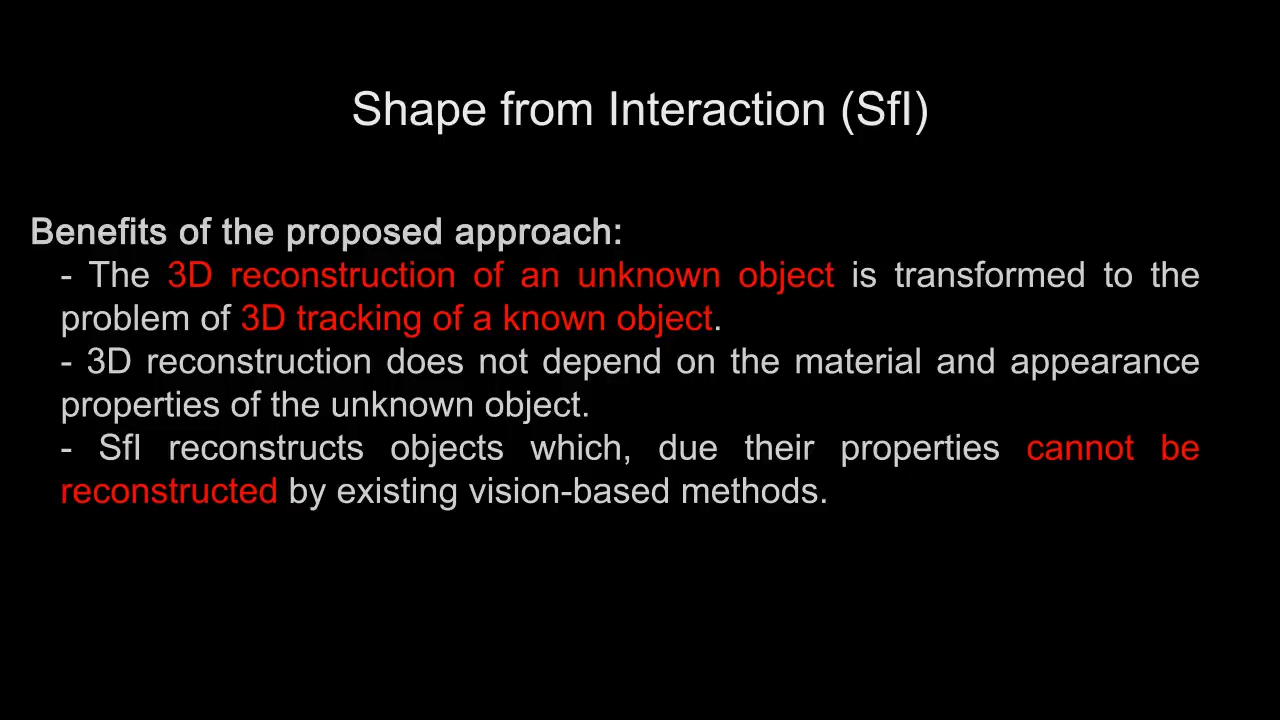 Shape from Interaction (SfI)
Benefits of the proposed approach:
- The 3D reconstruction of an unknown object is transformed to the
problem of 3D tracking of a known object.
- 3D reconstruction does not depend on the material and appearance
properties of the unknown object.
- SfI reconstructs objects which, due their properties cannot be
reconstructed by existing vision-based methods.